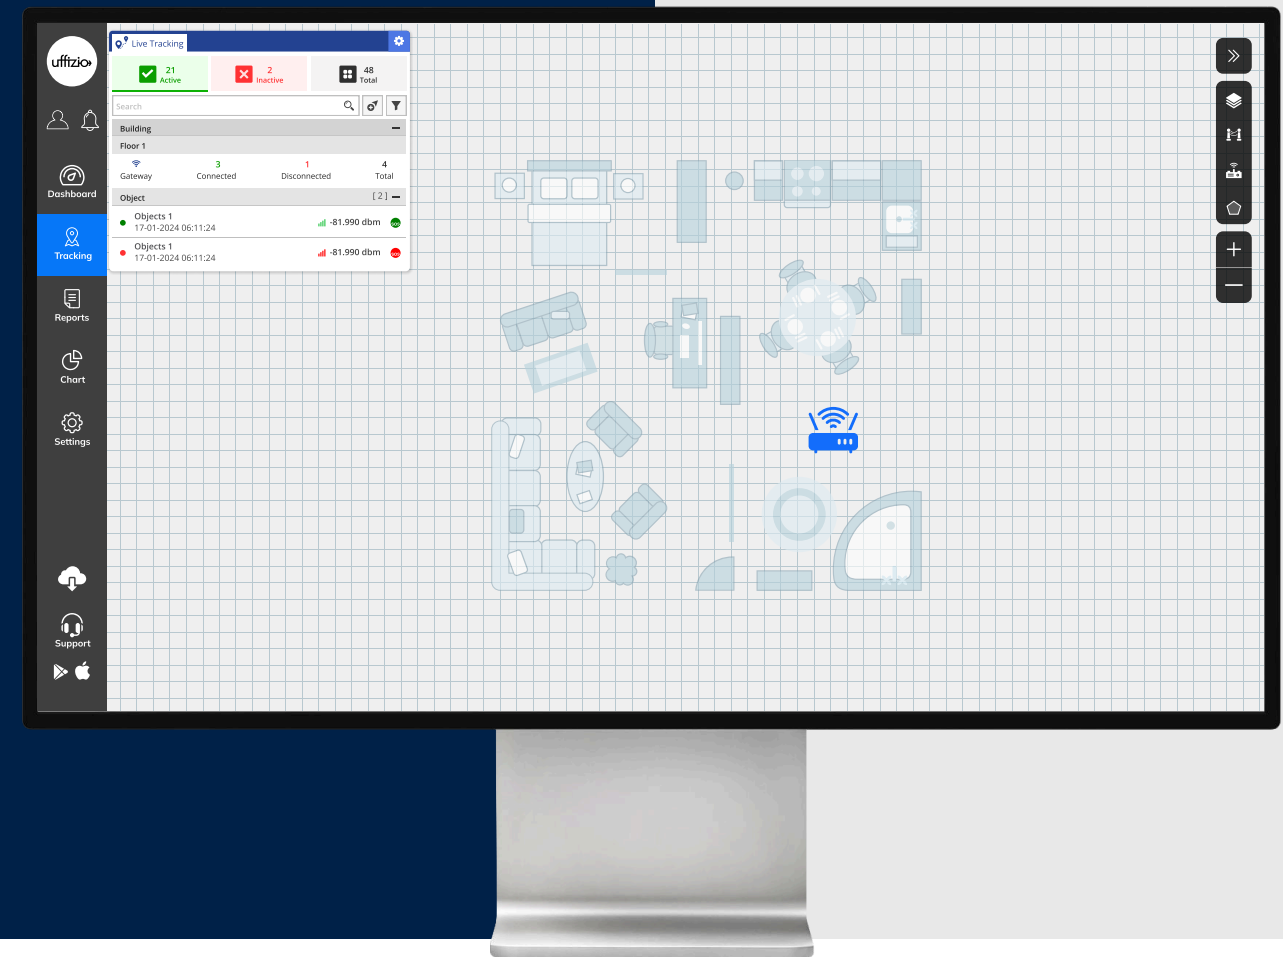 uffizio
Dashboard
Tracking
Reports
Chart
Settings
Support
Live Tracking
21
Active
2
Inactive
48
Total
Search
Building
Floor 1
3
1
4
Gateway
Connected
Disconnected
Total
Object
[ 2 ]
Objects 1
17-01-2024 06:11:24
-81.990 dbm
SOS
Objects 1
17-01-2024 06:11:24
-81.990 dbm
SOS